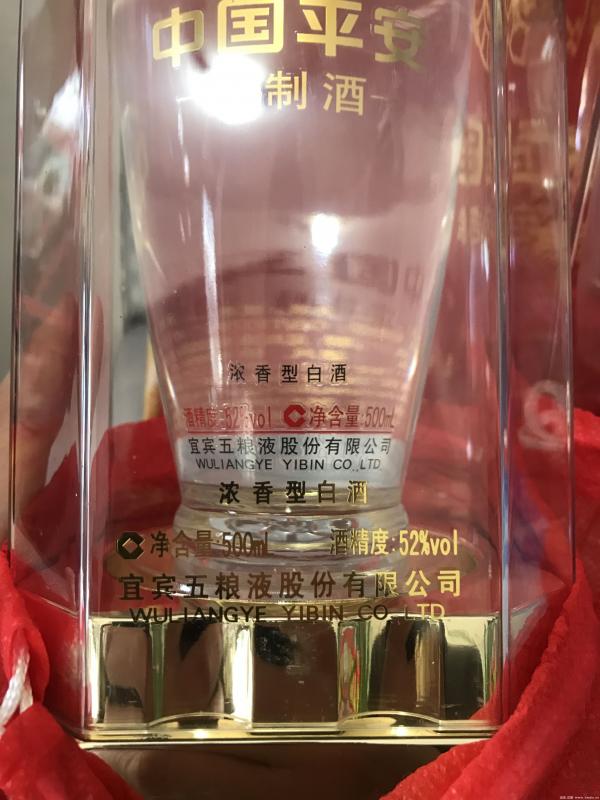 中国平安
制酒
浓香型白酒
酒精度:52%vol 净含量:500mL
宜宾五粮液股份有限公司
WULIANGYE YIBIN CO.,LTD
浓香型白酒
净含量:500mL 酒精度:52%vol
宜宾五粮液股份有限公司
WULIANGYE YIBIN CO.,LTD.